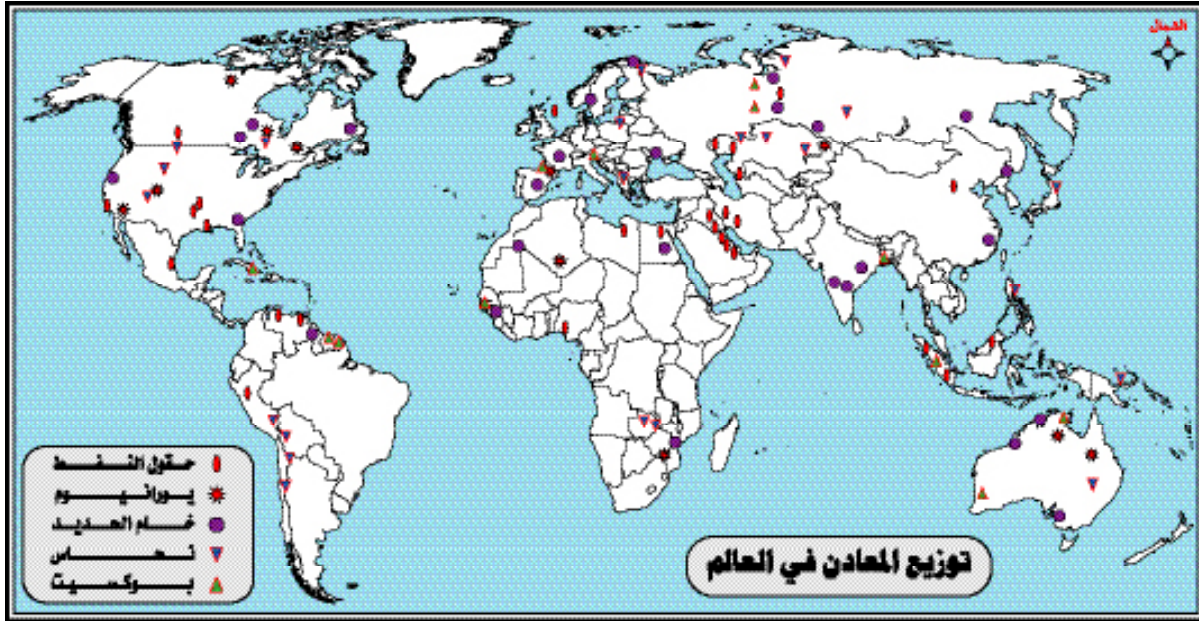 الشمال
حقول النفط
يورانيوم
خام الحديد
نحاس
بوكسيت
توزيع المعادن في العالم